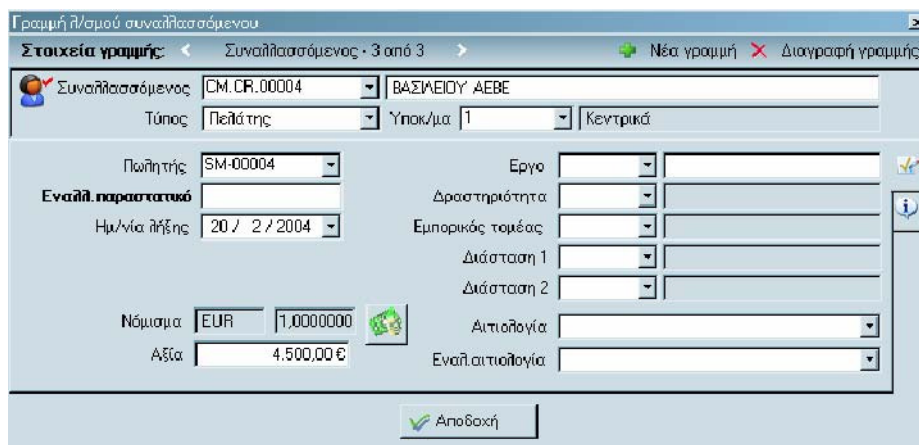 Γραμμή λ/σμού συναλλασσόμενου
Στοιχεία γραμμής: Συναλλασσόμενος - 3 από 3 Νέα γραμμή Διαγραφή γραμμής
Συναλλασσόμενος CM.CR.00004 ΒΑΣΙΛΕΙΟΥ ΑΕΒΕ
Τύπος Πελάτης Υποκ/μα 1 Κεντρικά
Πωλητής SM-00004 Εργο
Εναλλ.παραστατικό Δραστηριότητα
Ημ/νία λήξης 20 / 2 / 2004 Εμπορικός τομέας
Διάσταση 1
Διάσταση 2
Νόμισμα EUR 1,0000000 Αιτιολογία
Αξία 4.500,00 € Εναλ.αιτιολογία
Αποδοχή